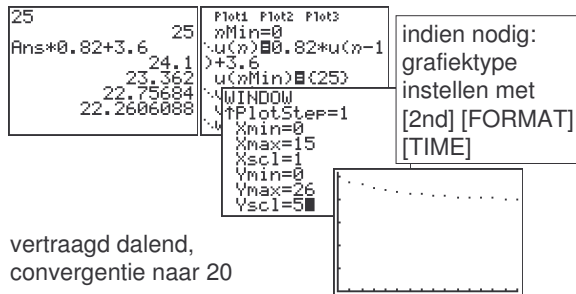 25
25
Ans*0.82+3.6
24.1
23.362
22.75684
22.2606088
Plot1 Plot2 Plot3
nMin=0
u(n)=0.82*u(n-1
)+3.6
u(nMin)={25}
WINDOW
↑PlotStep=1
Xmin=0
Xmax=15
Xscl=1
Ymin=0
Ymax=26
Yscl=5
indien nodig:
grafiektype
instellen met
[2nd] [FORMAT]
[TIME]
vertraagd dalend,
convergentie naar 20